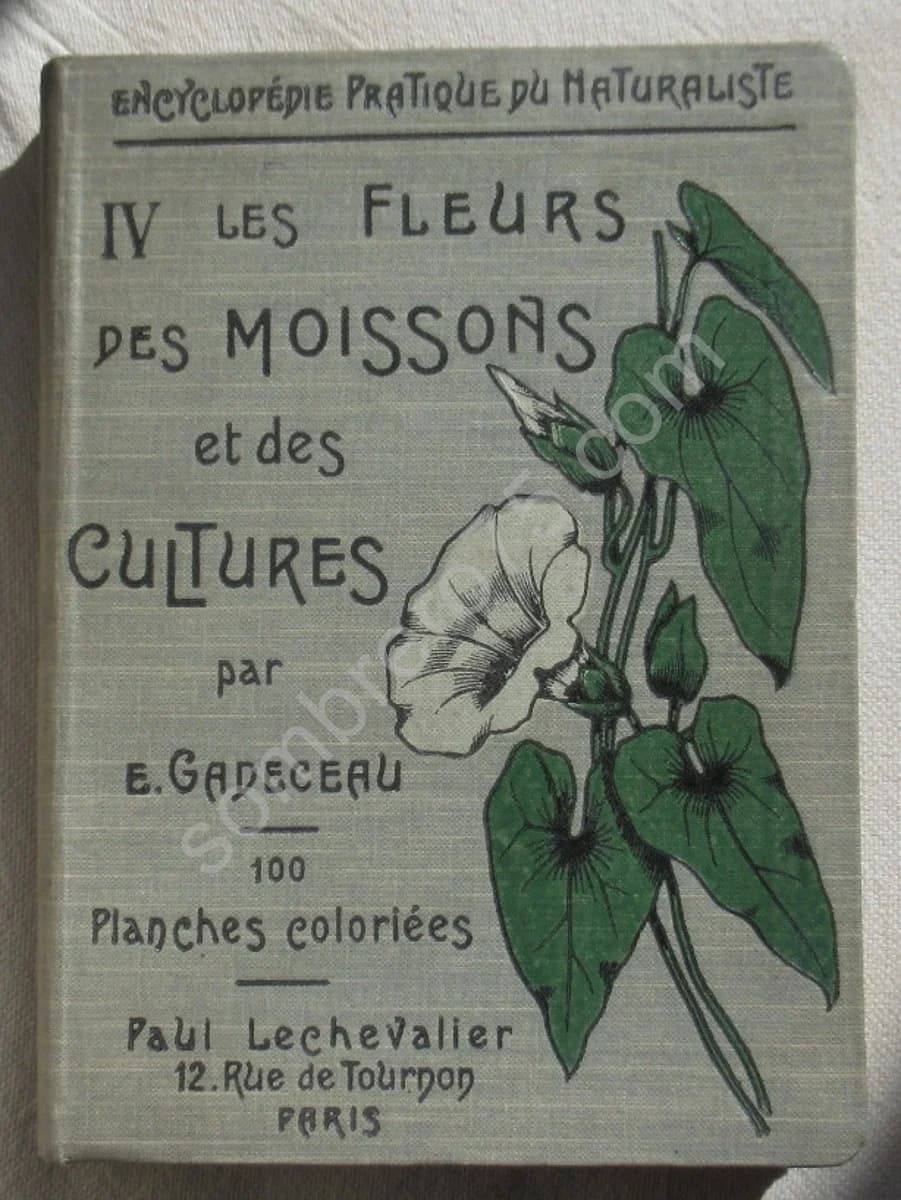 ENCYCLOPÉDIE PRATIQUE DU NATURALISTE
IV LES FLEURS
DES MOISSONS
et des
CULTURES
par
E. GADECEAU
100
Planches coloriées
Paul Lechevalier
12. Rue de Tournon
PARIS